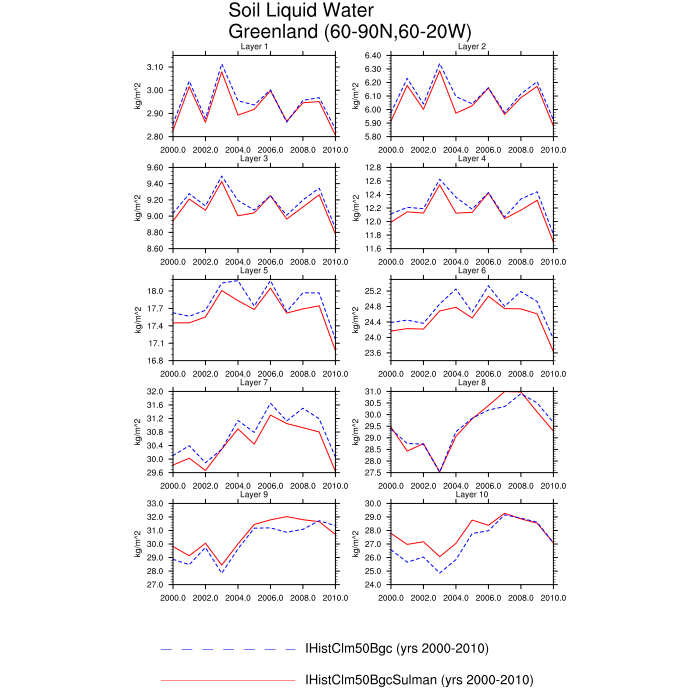 Soil Liquid Water
Greenland (60-90N,60-20W)
Layer 1
kg/m^2
3.10
3.00
2.90
2.80
2000.0 2002.0 2004.0 2006.0 2008.0 2010.0
Layer 2
kg/m^2
6.40
6.30
6.20
6.10
6.00
5.90
5.80
2000.0 2002.0 2004.0 2006.0 2008.0 2010.0
Layer 3
kg/m^2
9.60
9.40
9.20
9.00
8.80
8.60
2000.0 2002.0 2004.0 2006.0 2008.0 2010.0
Layer 4
kg/m^2
12.8
12.6
12.4
12.2
12.0
11.8
11.6
2000.0 2002.0 2004.0 2006.0 2008.0 2010.0
Layer 5
kg/m^2
18.0
17.7
17.4
17.1
16.8
2000.0 2002.0 2004.0 2006.0 2008.0 2010.0
Layer 6
kg/m^2
25.2
24.8
24.4
24.0
23.6
2000.0 2002.0 2004.0 2006.0 2008.0 2010.0
Layer 7
kg/m^2
32.0
31.6
31.2
30.8
30.4
30.0
29.6
2000.0 2002.0 2004.0 2006.0 2008.0 2010.0
Layer 8
kg/m^2
31.0
30.5
30.0
29.5
29.0
28.5
28.0
27.5
2000.0 2002.0 2004.0 2006.0 2008.0 2010.0
Layer 9
kg/m^2
33.0
32.0
31.0
30.0
29.0
28.0
27.0
2000.0 2002.0 2004.0 2006.0 2008.0 2010.0
Layer 10
kg/m^2
30.0
29.0
28.0
27.0
26.0
25.0
24.0
2000.0 2002.0 2004.0 2006.0 2008.0 2010.0
IHistClm50Bgc (yrs 2000-2010)
IHistClm50BgcSulman (yrs 2000-2010)